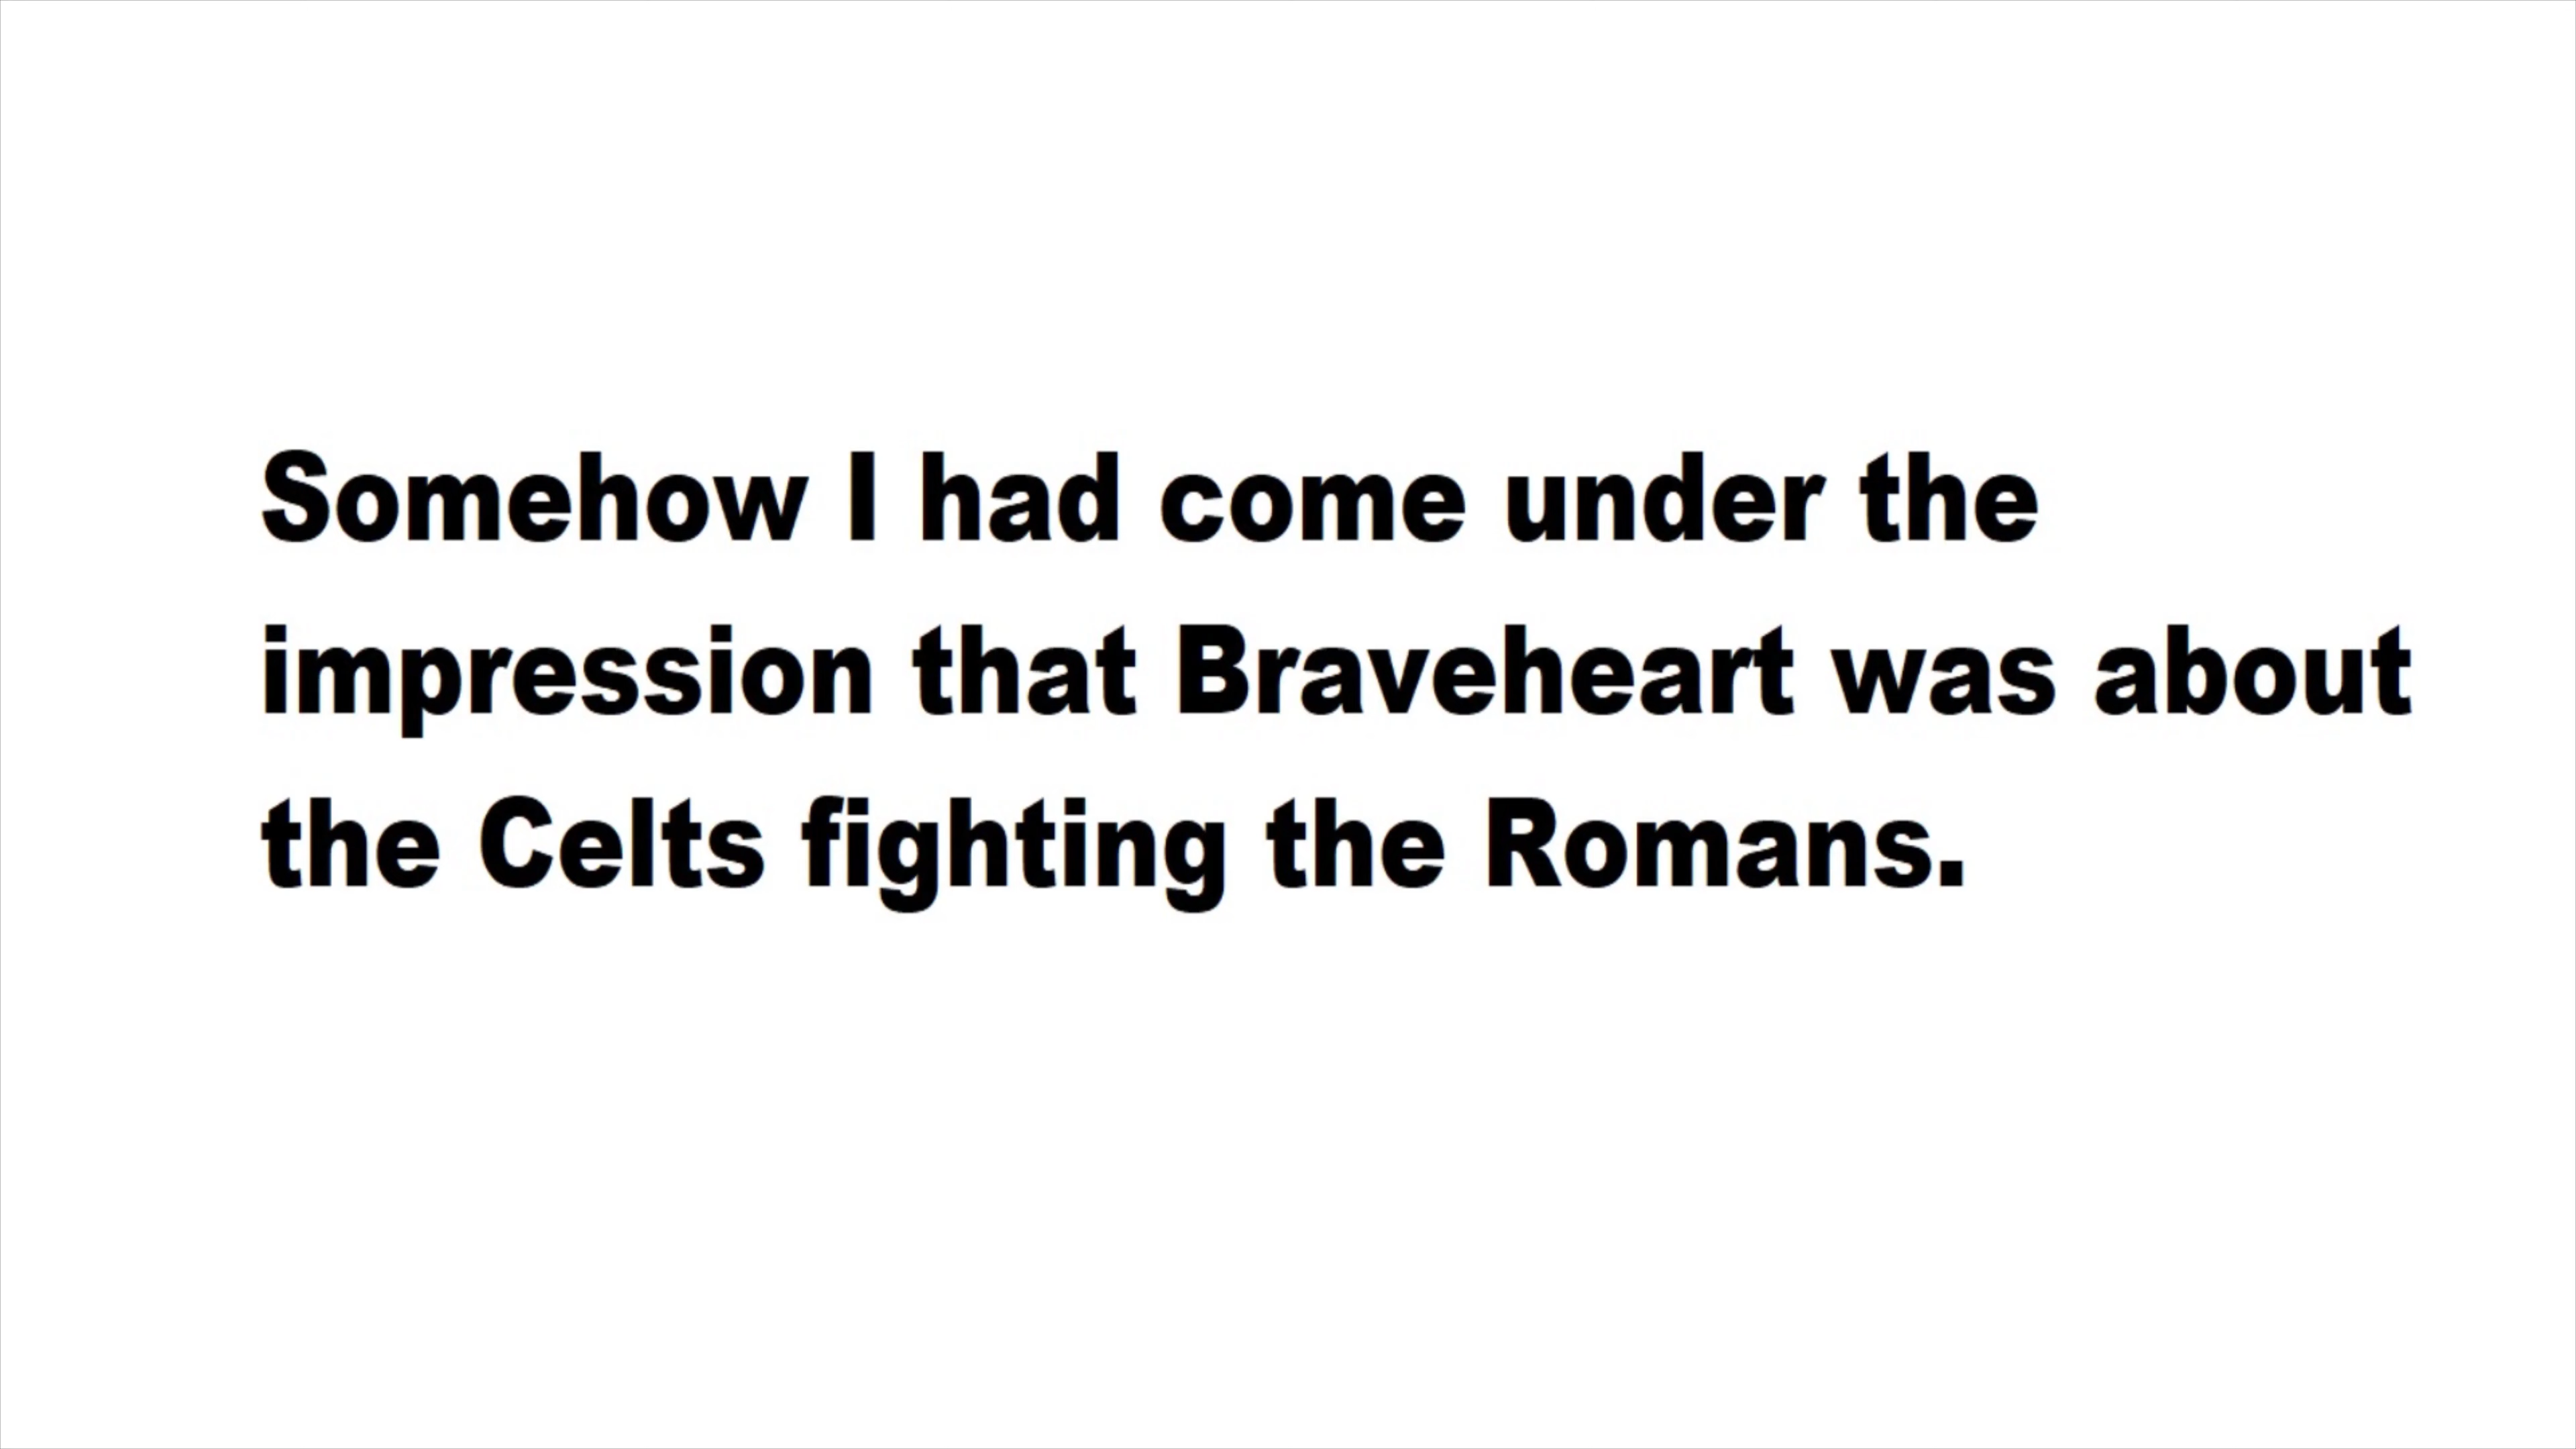 Somehow I had come under the
impression that Braveheart was about
the Celts fighting the Romans.